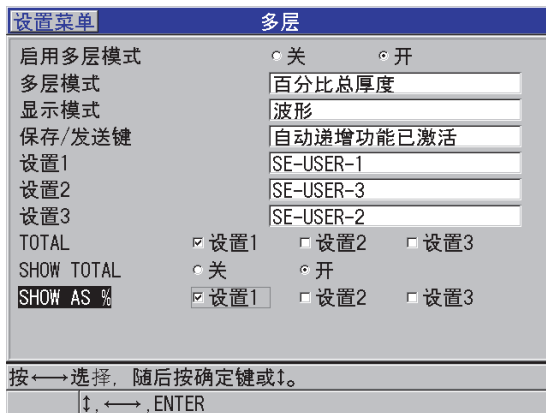 设置菜单 多层
启用多层模式 关 开
多层模式 百分比总厚度
显示模式 波形
保存/发送键 自动递增功能已激活
设置1 SE-USER-1
设置2 SE-USER-3
设置3 SE-USER-2
TOTAL 设置1 设置2 设置3
SHOW TOTAL 关 开
SHOW AS % 设置1 设置2 设置3
按←→选择，随后按确定键或↕。
↕,←→,ENTER